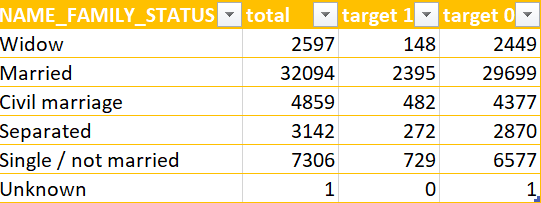 NAME_FAMILY_STATUS total target 1 target 0
Widow 2597 148 2449
Married 32094 2395 29699
Civil marriage 4859 482 4377
Separated 3142 272 2870
Single / not married 7306 729 6577
Unknown 1 0 1